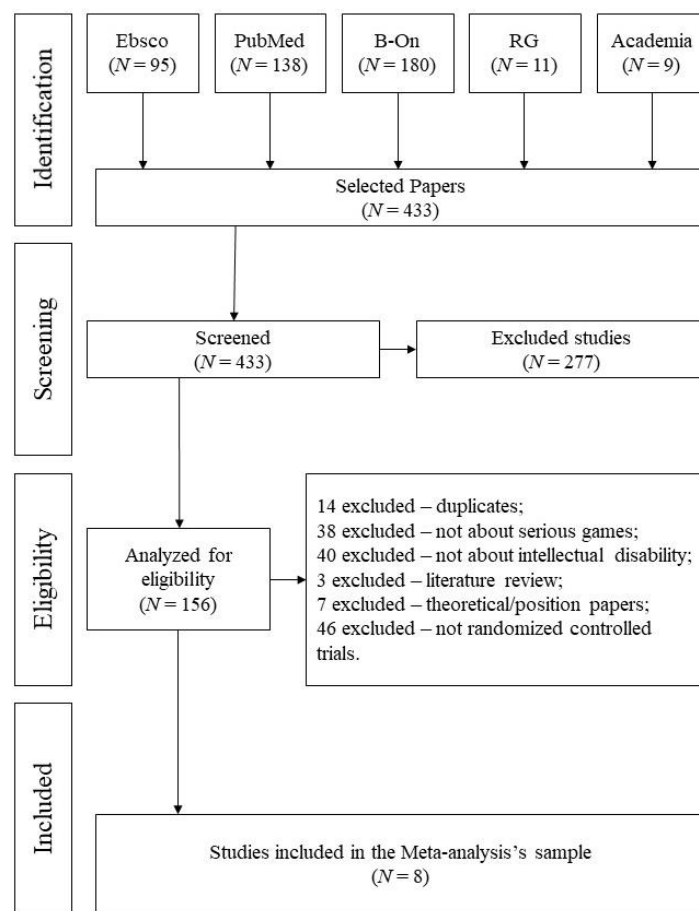 Identification
Ebsco
(N = 95)
PubMed
(N = 138)
B-On
(N = 180)
RG
(N = 11)
Academia
(N = 9)
Selected Papers
(N = 433)
Screening
Screened
(N = 433)
Excluded studies
(N = 277)
Eligibility
Analyzed for
eligibility
(N = 156)
14 excluded – duplicates;
38 excluded – not about serious games;
40 excluded – not about intellectual disability;
3 excluded – literature review;
7 excluded – theoretical/position papers;
46 excluded – not randomized controlled
trials.
Included
Studies included in the Meta-analysis’s sample
(N = 8)